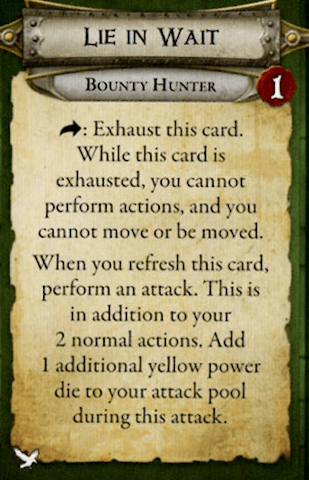 Lie in Wait
Bounty Hunter
1
: Exhaust this card.
While this card is
exhausted, you cannot
perform actions, and you
cannot move or be moved.
When you refresh this card,
perform an attack. This is
in addition to your
2 normal actions. Add
1 additional yellow power
die to your attack pool
during this attack.